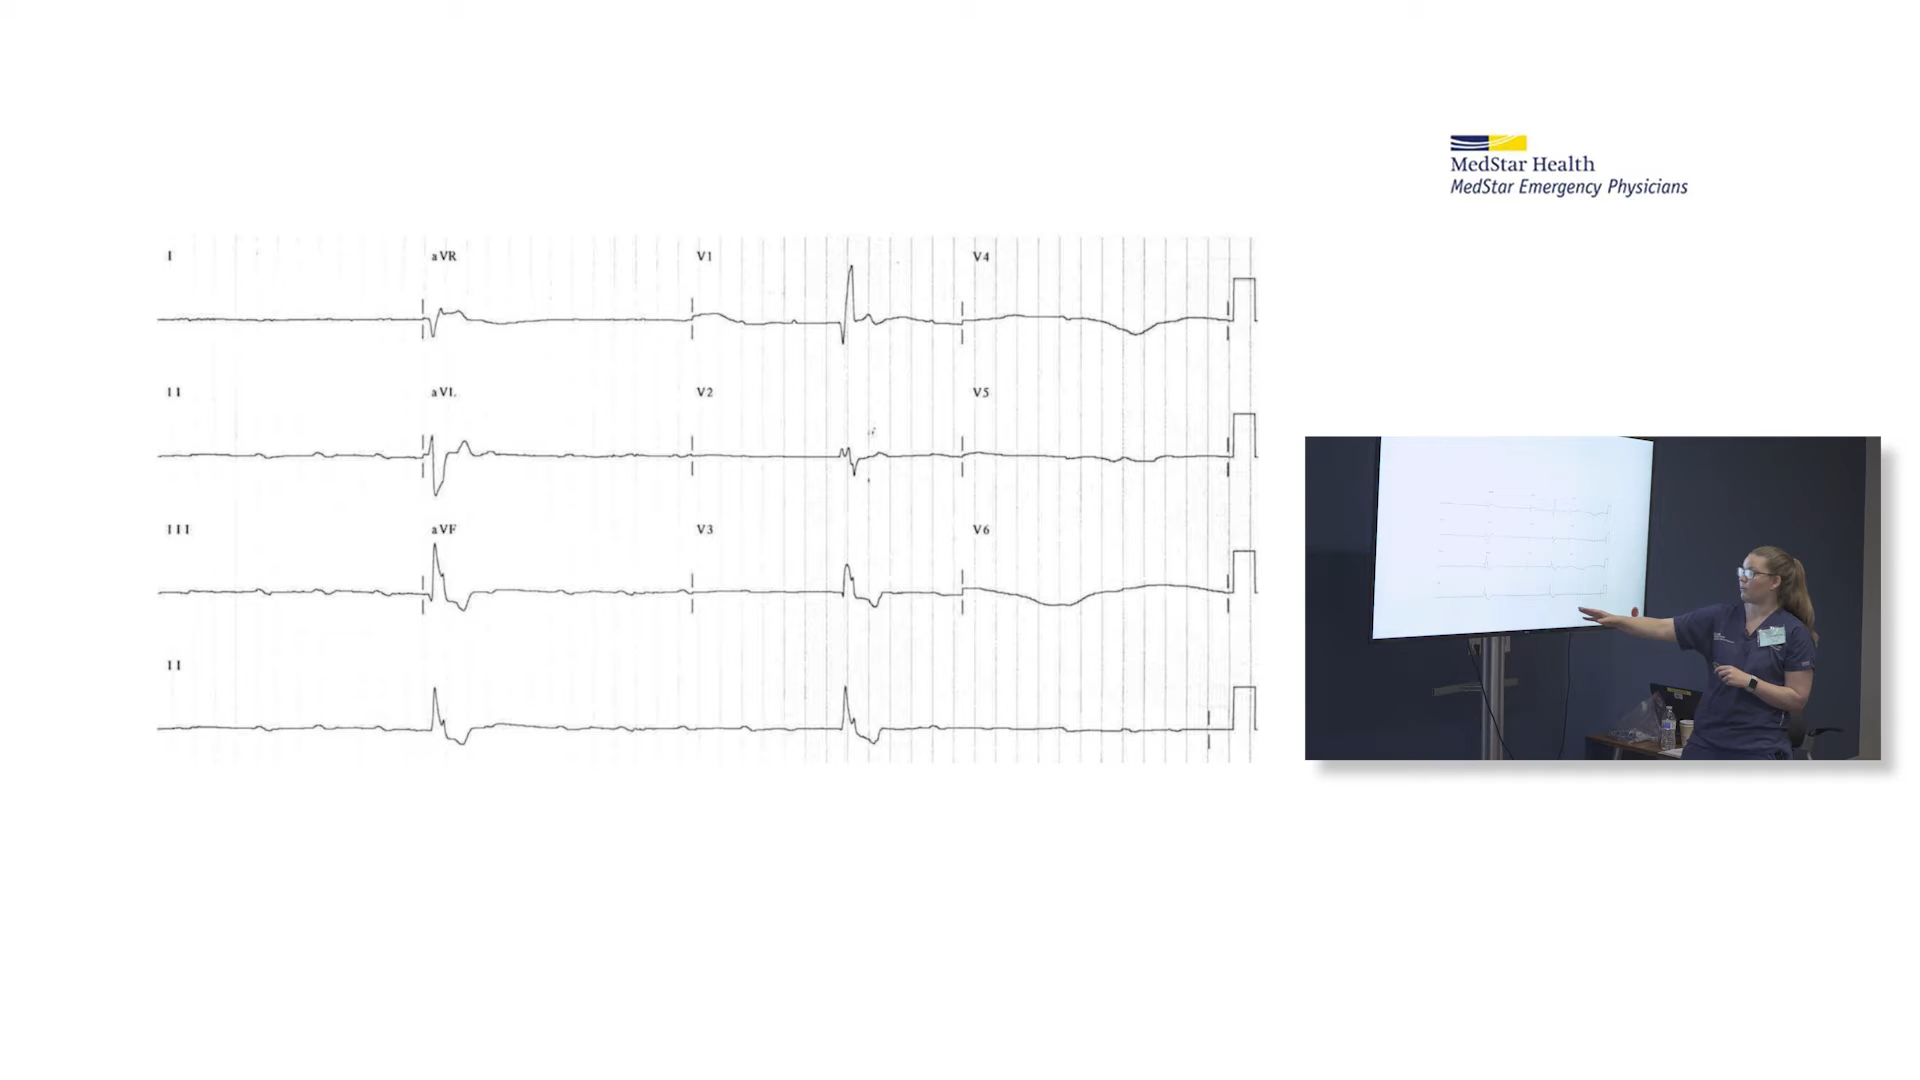 MedStar Health
MedStar Emergency Physicians
I aVR V1 V4
II aVL V2 V5
III aVF V3 V6
II